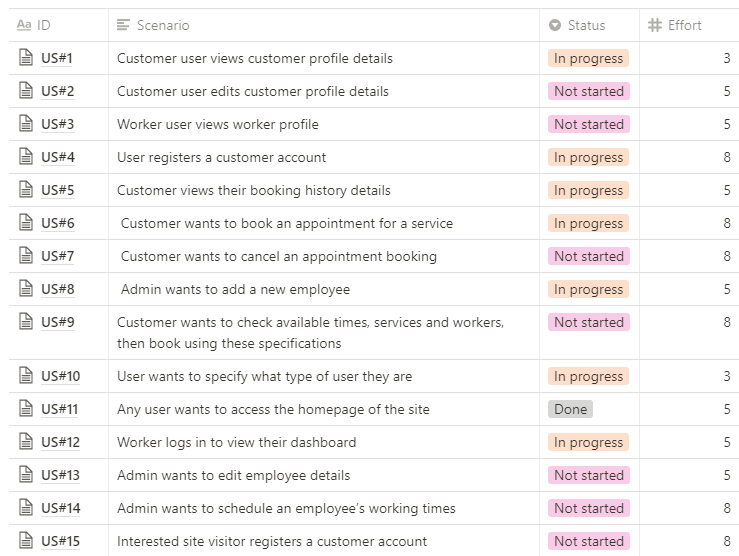 Aa ID Scenario Status # Effort
US#1 Customer user views customer profile details In progress 3
US#2 Customer user edits customer profile details Not started 5
US#3 Worker user views worker profile Not started 5
US#4 User registers a customer account In progress 8
US#5 Customer views their booking history details In progress 5
US#6 Customer wants to book an appointment for a service In progress 8
US#7 Customer wants to cancel an appointment booking Not started 8
US#8 Admin wants to add a new employee In progress 5
US#9 Customer wants to check available times, services and workers, Not started 8
then book using these specifications
US#10 User wants to specify what type of user they are In progress 3
US#11 Any user wants to access the homepage of the site Done 5
US#12 Worker logs in to view their dashboard In progress 5
US#13 Admin wants to edit employee details Not started 5
US#14 Admin wants to schedule an employee’s working times Not started 8
US#15 Interested site visitor registers a customer account Not started 8